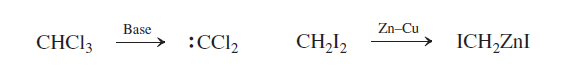 CHCl₃ Base → :CCl₂ CH₂I₂ Zn–Cu → ICH₂ZnI